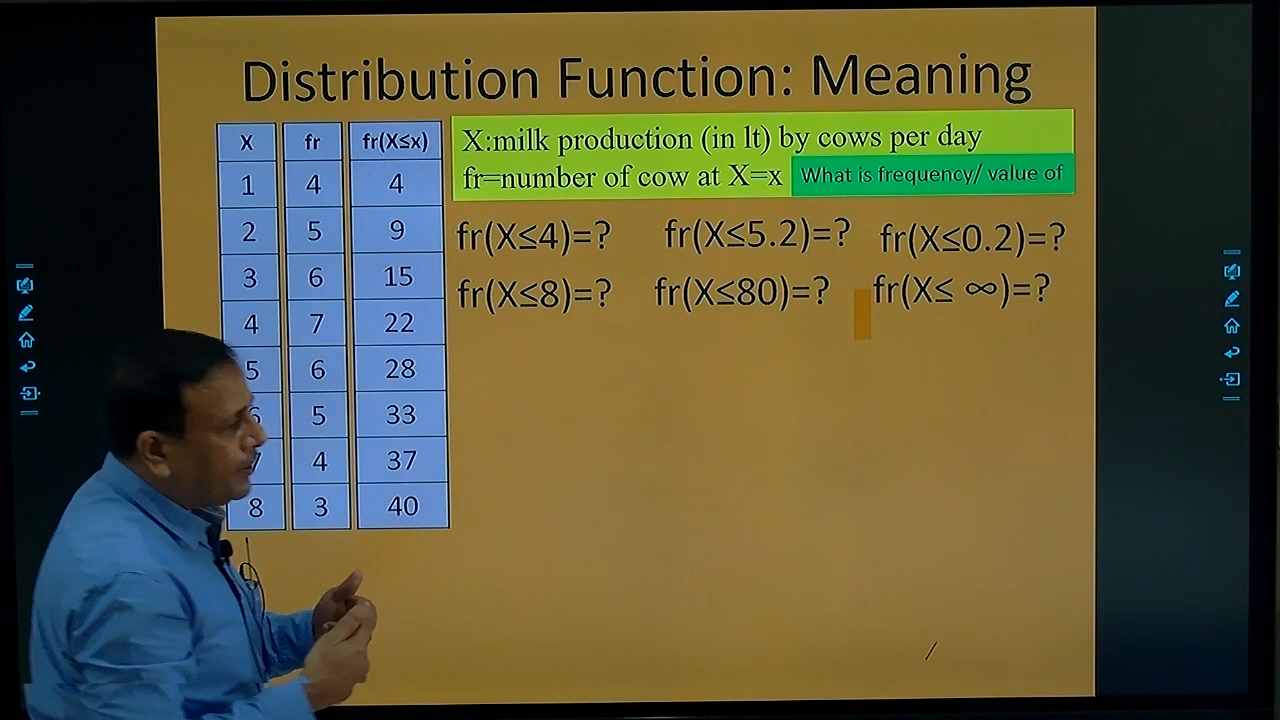 Distribution Function: Meaning
X fr fr(X≤x)
1 4 4
2 5 9
3 6 15
4 7 22
5 6 28
6 5 33
4 37
8 3 40
X:milk production (in lt) by cows per day
fr=number of cow at X=x What is frequency/ value of
fr(X≤4)=? fr(X≤5.2)=? fr(X≤0.2)=?
fr(X≤8)=? fr(X≤80)=? fr(X≤ ∞)=?